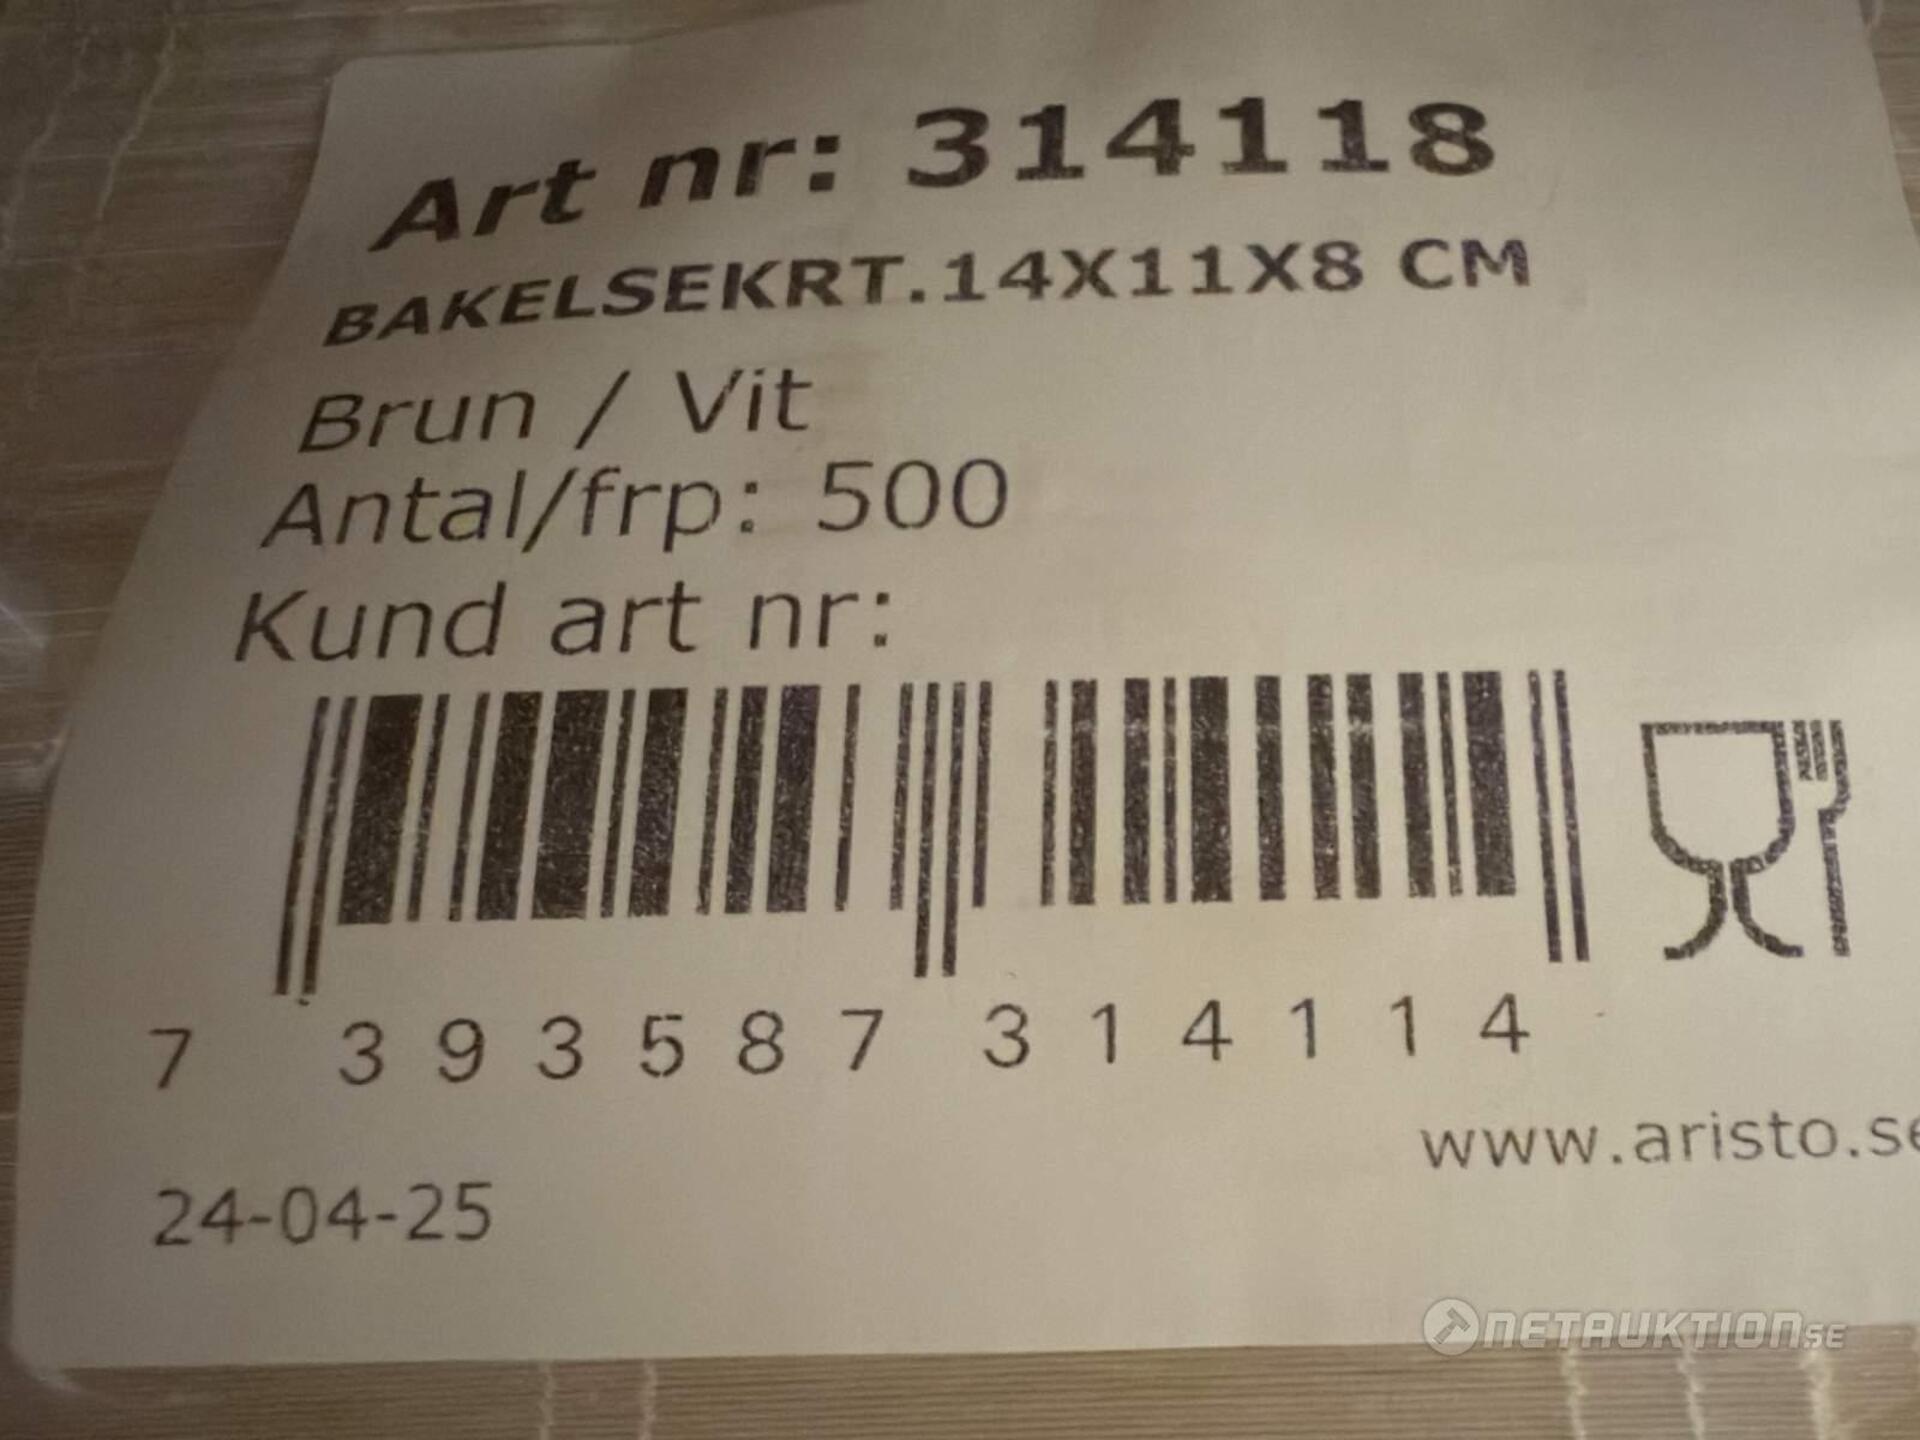 Art nr: 314118
BAKELSEKRT.14X11X8 CM
Brun / Vit
Antal/frp: 500
Kund art nr:
7 393587 314114
www.aristo.se
24-04-25
NETAUKTION.SE